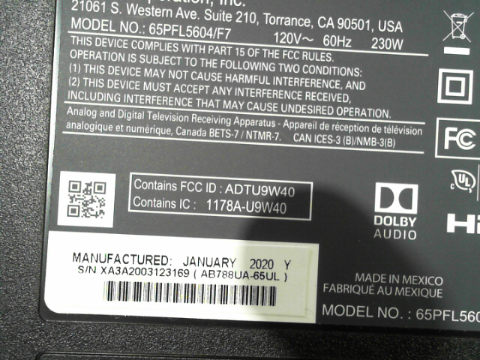 poration, Inc.
21061 S. Western Ave. Suite 210, Torrance, CA 90501, USA
MODEL NO.: 65PFL5604/F7 120V~ 60Hz 230W
THIS DEVICE COMPLIES WITH PART 15 OF THE FCC RULES.
OPERATION IS SUBJECT TO THE FOLLOWING TWO CONDITIONS:
(1) THIS DEVICE MAY NOT CAUSE HARMFUL INTERFERENCE, AND
(2) THIS DEVICE MUST ACCEPT ANY INTERFERENCE RECEIVED,
INCLUDING INTERFERENCE THAT MAY CAUSE UNDESIRED OPERATION.
Analog and Digital Television Receiving Apparatus - Appareil de réception de télévision
analogique et numérique, Canada BETS-7 / NTMR-7. CAN ICES-3 (B)/NMB-3(B)
FC
Contains FCC ID : ADTU9W40
Contains IC : 1178A-U9W40
DOLBY
AUDIO
UL
HD
MANUFACTURED: JANUARY 2020 Y
S/N XA3A2003123169 ( AB788UA-65UL )
MADE IN MEXICO
FABRIQUÉ AU MEXIQUE
MODEL NO. : 65PFL560